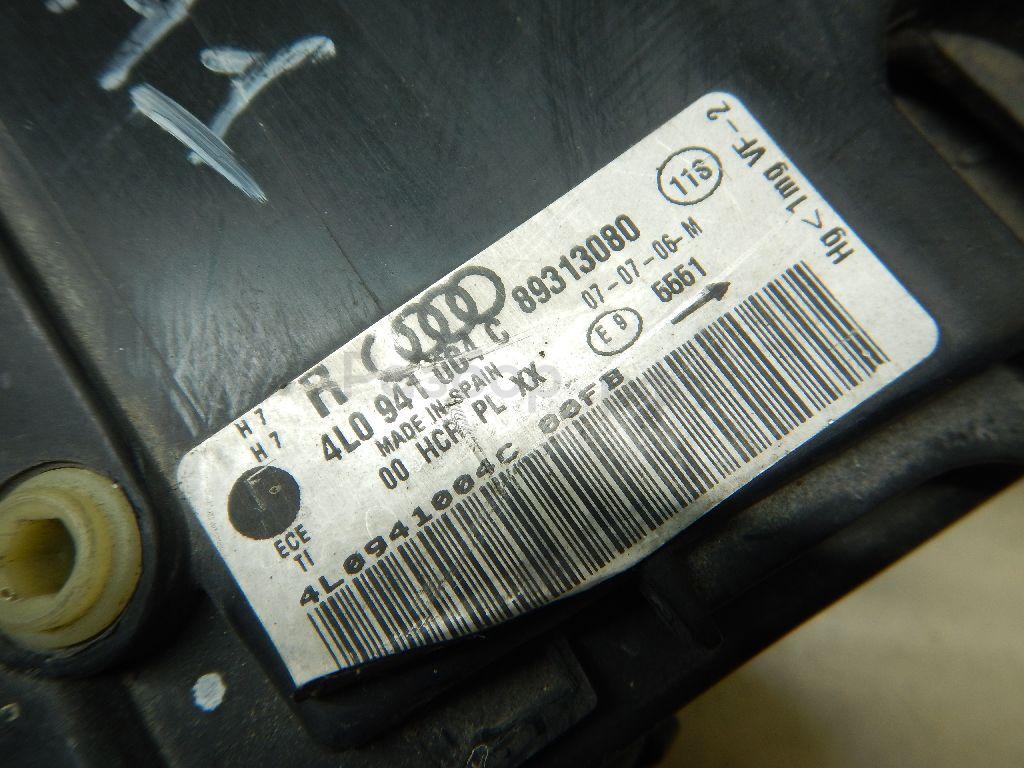 Hg<1mg VF-2
11S
R
89313080
4L0 941 004 C
07-07-06-M
MADE IN SPAIN
E9
00 HCR PL XX
H7
H7
ECE
TI
4L0941004C